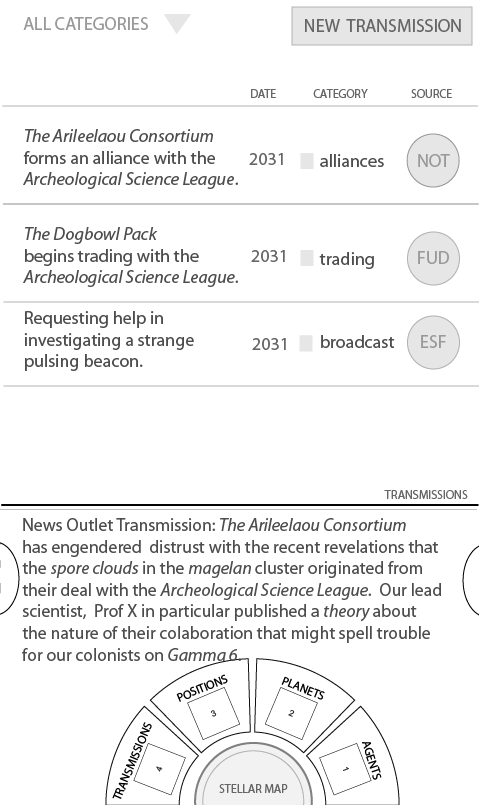 ALL CATEGORIES
NEW TRANSMISSION
DATE CATEGORY SOURCE
The Arileelaou Consortium
forms an alliance with the
Archeological Science League.
2031 alliances NOT
The Dogbowl Pack
begins trading with the
Archeological Science League.
2031 trading FUD
Requesting help in
investigating a strange
pulsing beacon.
2031 broadcast ESF
TRANSMISSIONS
News Outlet Transmission: The Arileelaou Consortium
has engendered distrust with the recent revelations that
the spore clouds in the magelan cluster originated from
their deal with the Archeological Science League. Our lead
scientist, Prof X in particular published a theory about
the nature of their colaboration that might spell trouble
for our colonists on Gamma 6.
TRANSMISSIONS
4
POSITIONS
3
PLANETS
2
AGENTS
1
STELLAR MAP